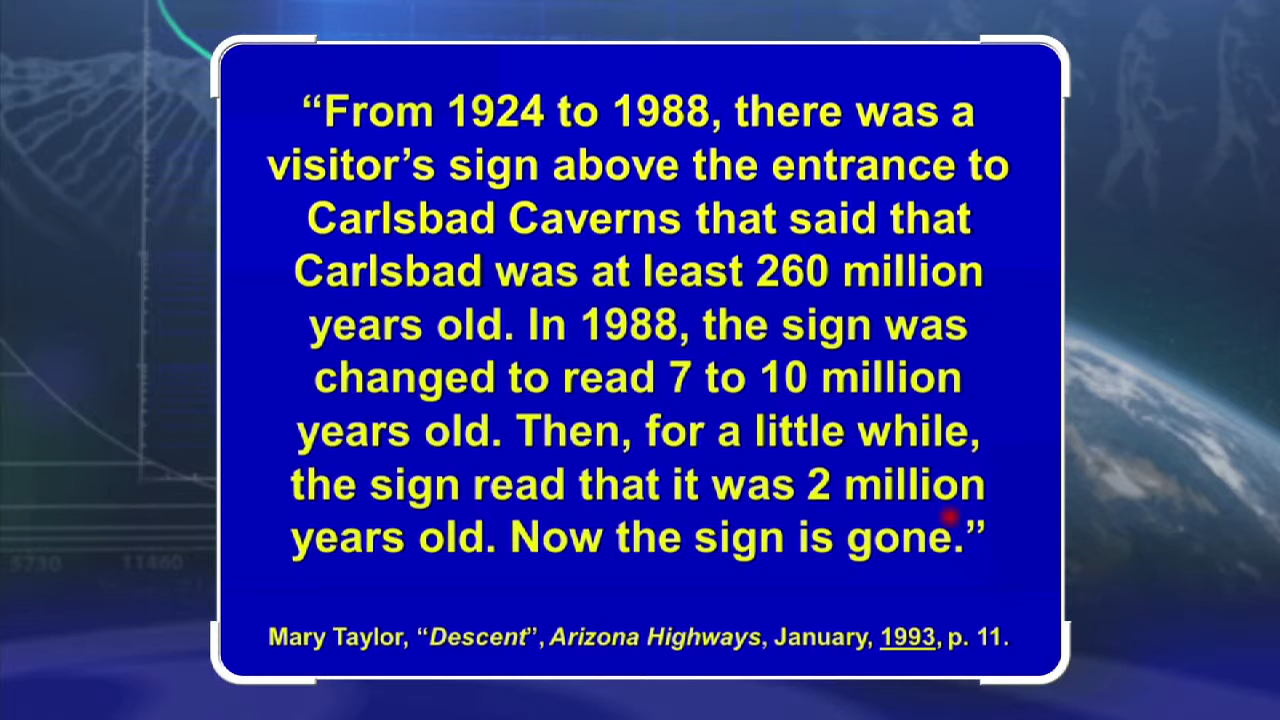 “From 1924 to 1988, there was a
visitor’s sign above the entrance to
Carlsbad Caverns that said that
Carlsbad was at least 260 million
years old. In 1988, the sign was
changed to read 7 to 10 million
years old. Then, for a little while,
the sign read that it was 2 million
years old. Now the sign is gone.”
Mary Taylor, “Descent”, Arizona Highways, January, 1993, p. 11.
5730 11460